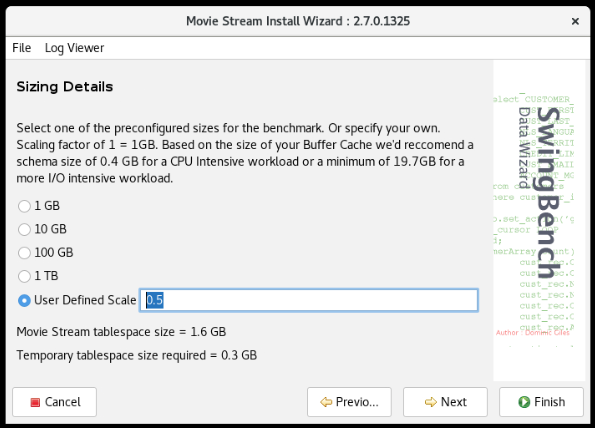 Movie Stream Install Wizard : 2.7.0.1325
×
File Log Viewer
Sizing Details
Select one of the preconfigured sizes for the benchmark. Or specify your own.
Scaling factor of 1 = 1GB. Based on the size of your Buffer Cache we'd reccomend a
schema size of 0.4 GB for a CPU Intensive workload or a minimum of 19.7GB for a
more I/O intensive workload.
1 GB
10 GB
100 GB
1 TB
User Defined Scale 0.5
Movie Stream tablespace size = 1.6 GB
Temporary tablespace size required = 0.3 GB
SwingBench
Data Wizard
Author : Dominic Giles
Cancel
Previo...
Next
Finish